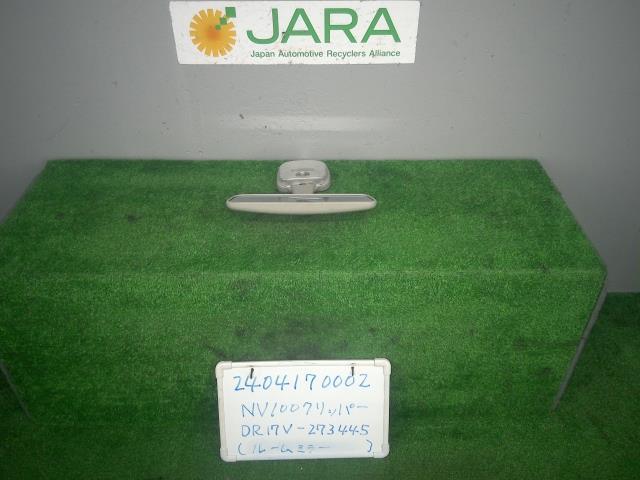 JARA
Japan Automotive Recyclers Alliance
2404170002
NV100クリッパー
DR17V-273445
(ルームミラー)